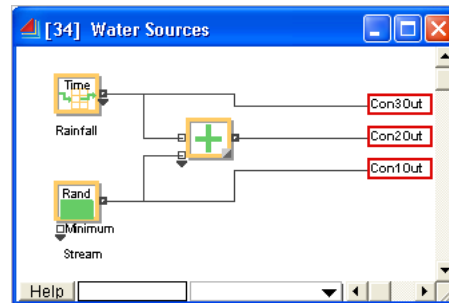 [34] Water Sources
Time
Rainfall
Con3Out
Con2Out
Con1Out
Rand
Minimum
Stream
Help